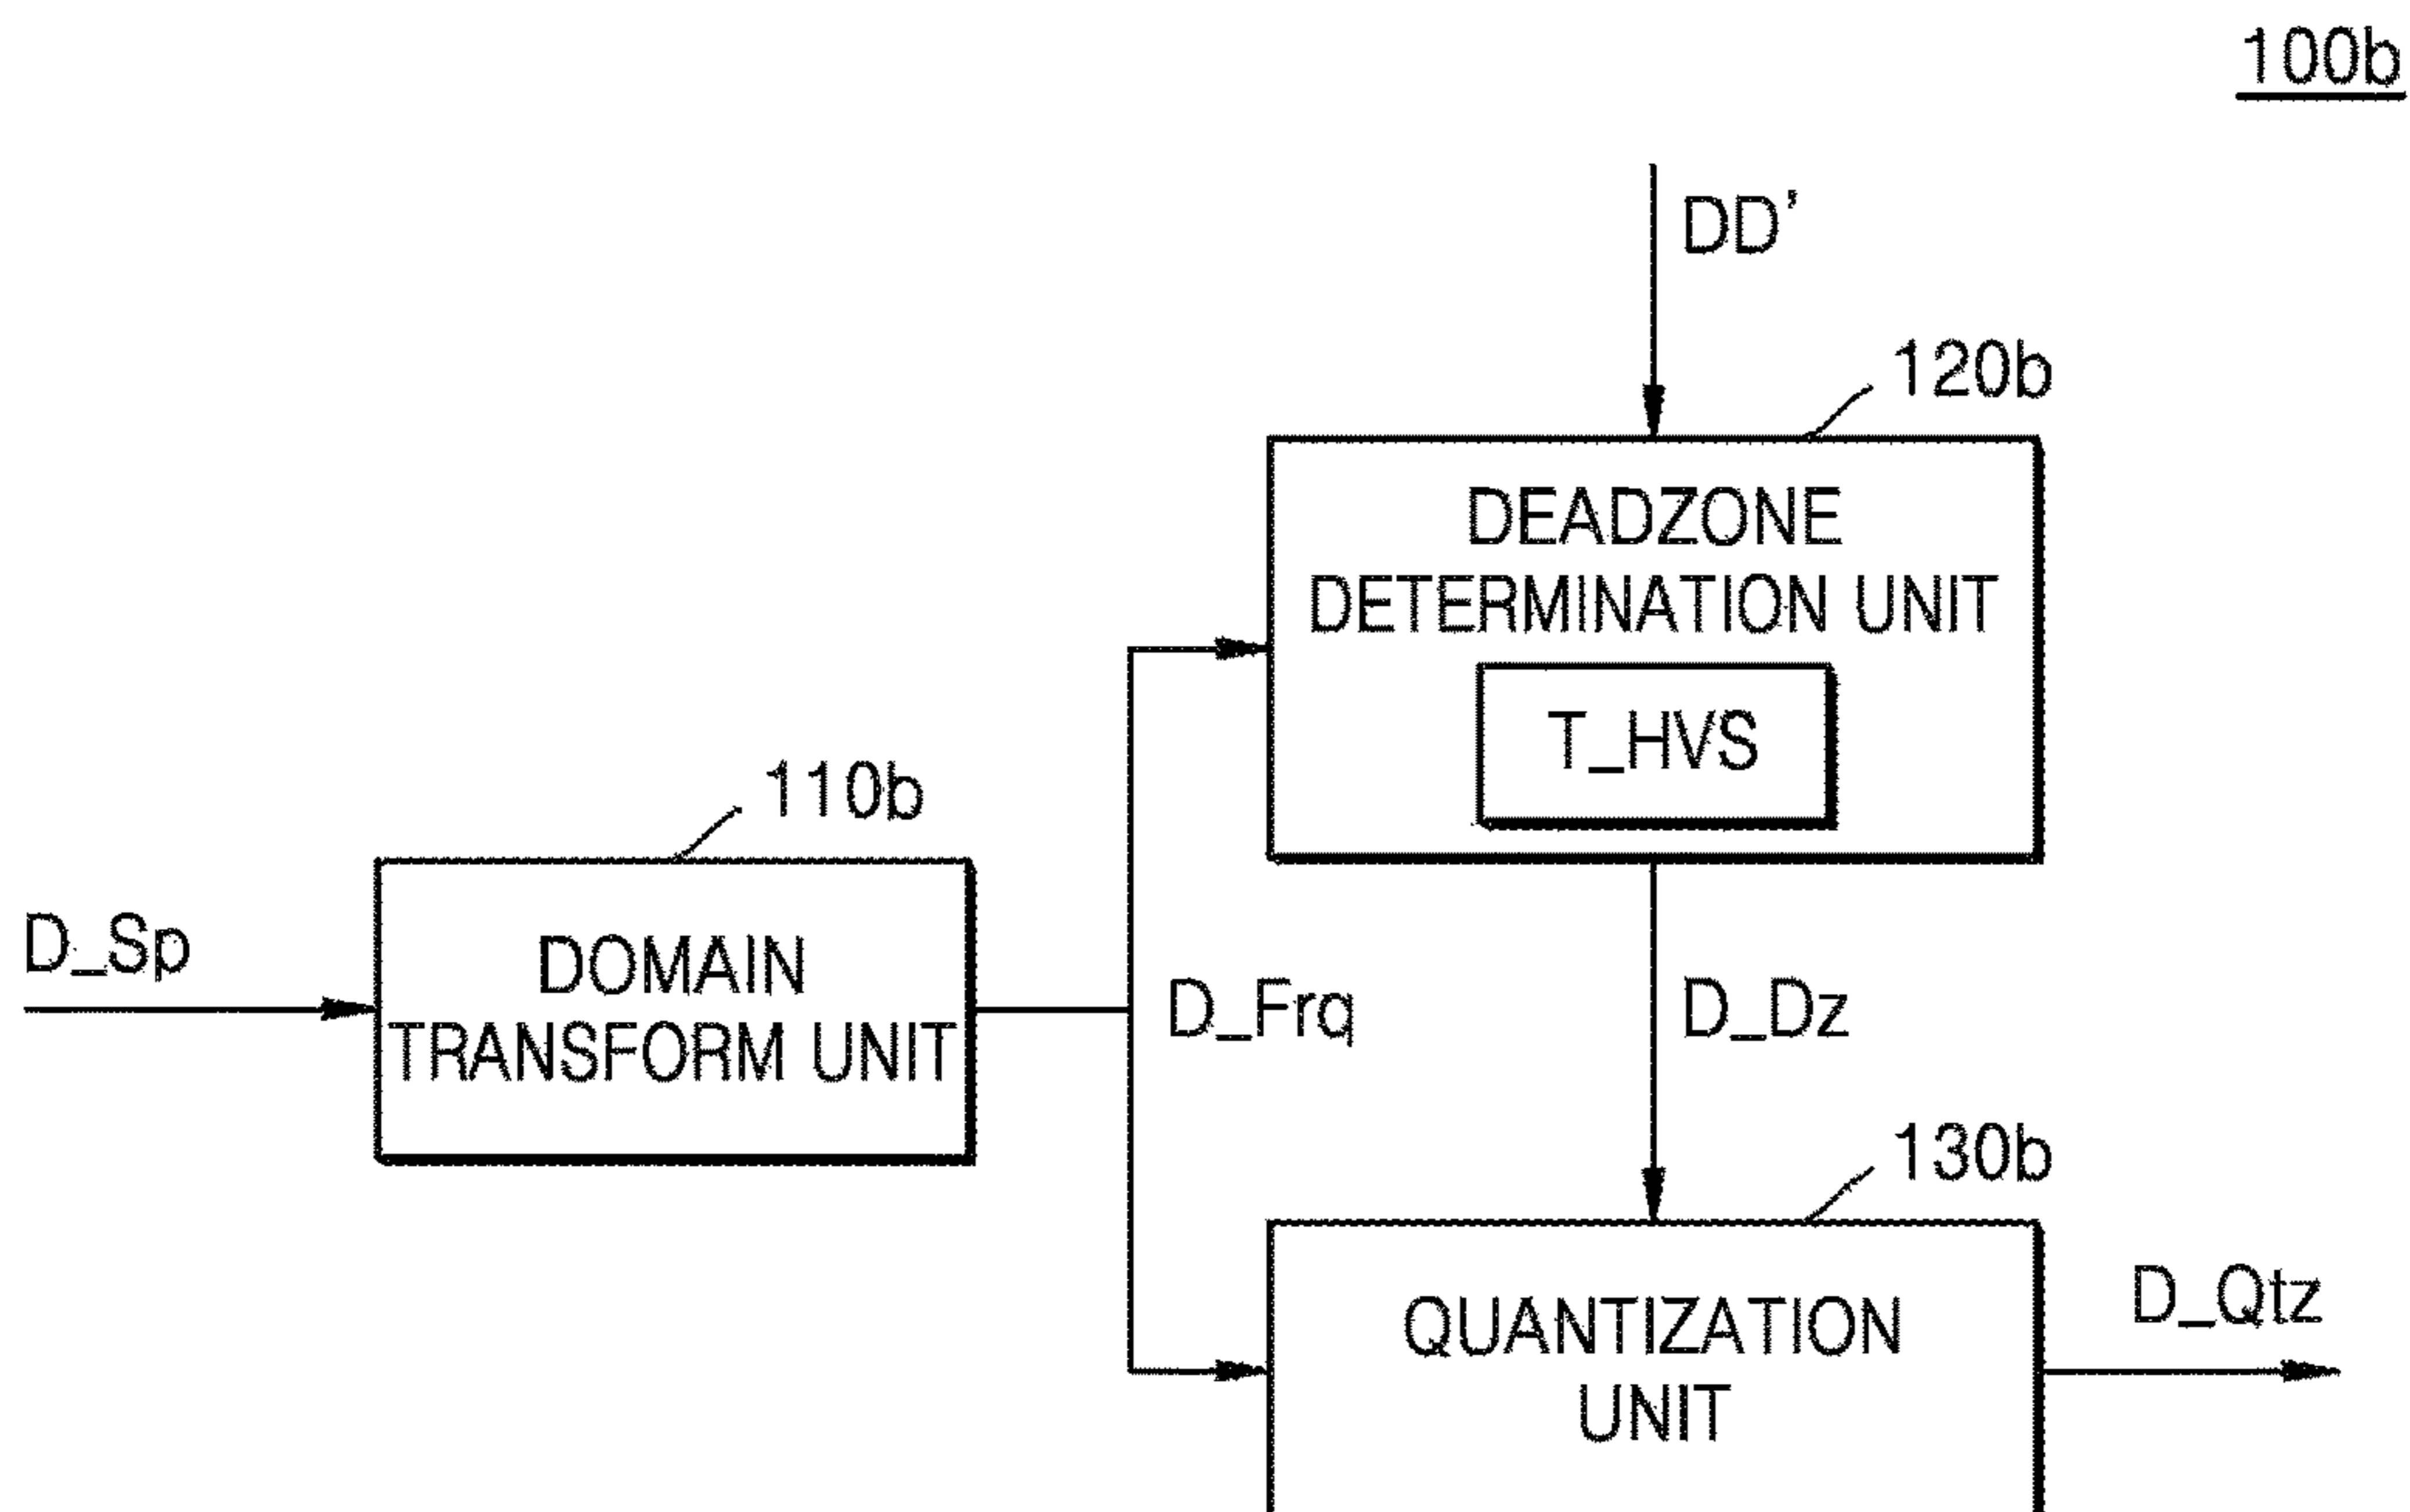 100b
DD'
120b
DEADZONE
DETERMINATION UNIT
T_HVS
110b
D_Sp
DOMAIN
TRANSFORM UNIT
D_Frq
D_Dz
130b
QUANTIZATION
UNIT
D_Qtz